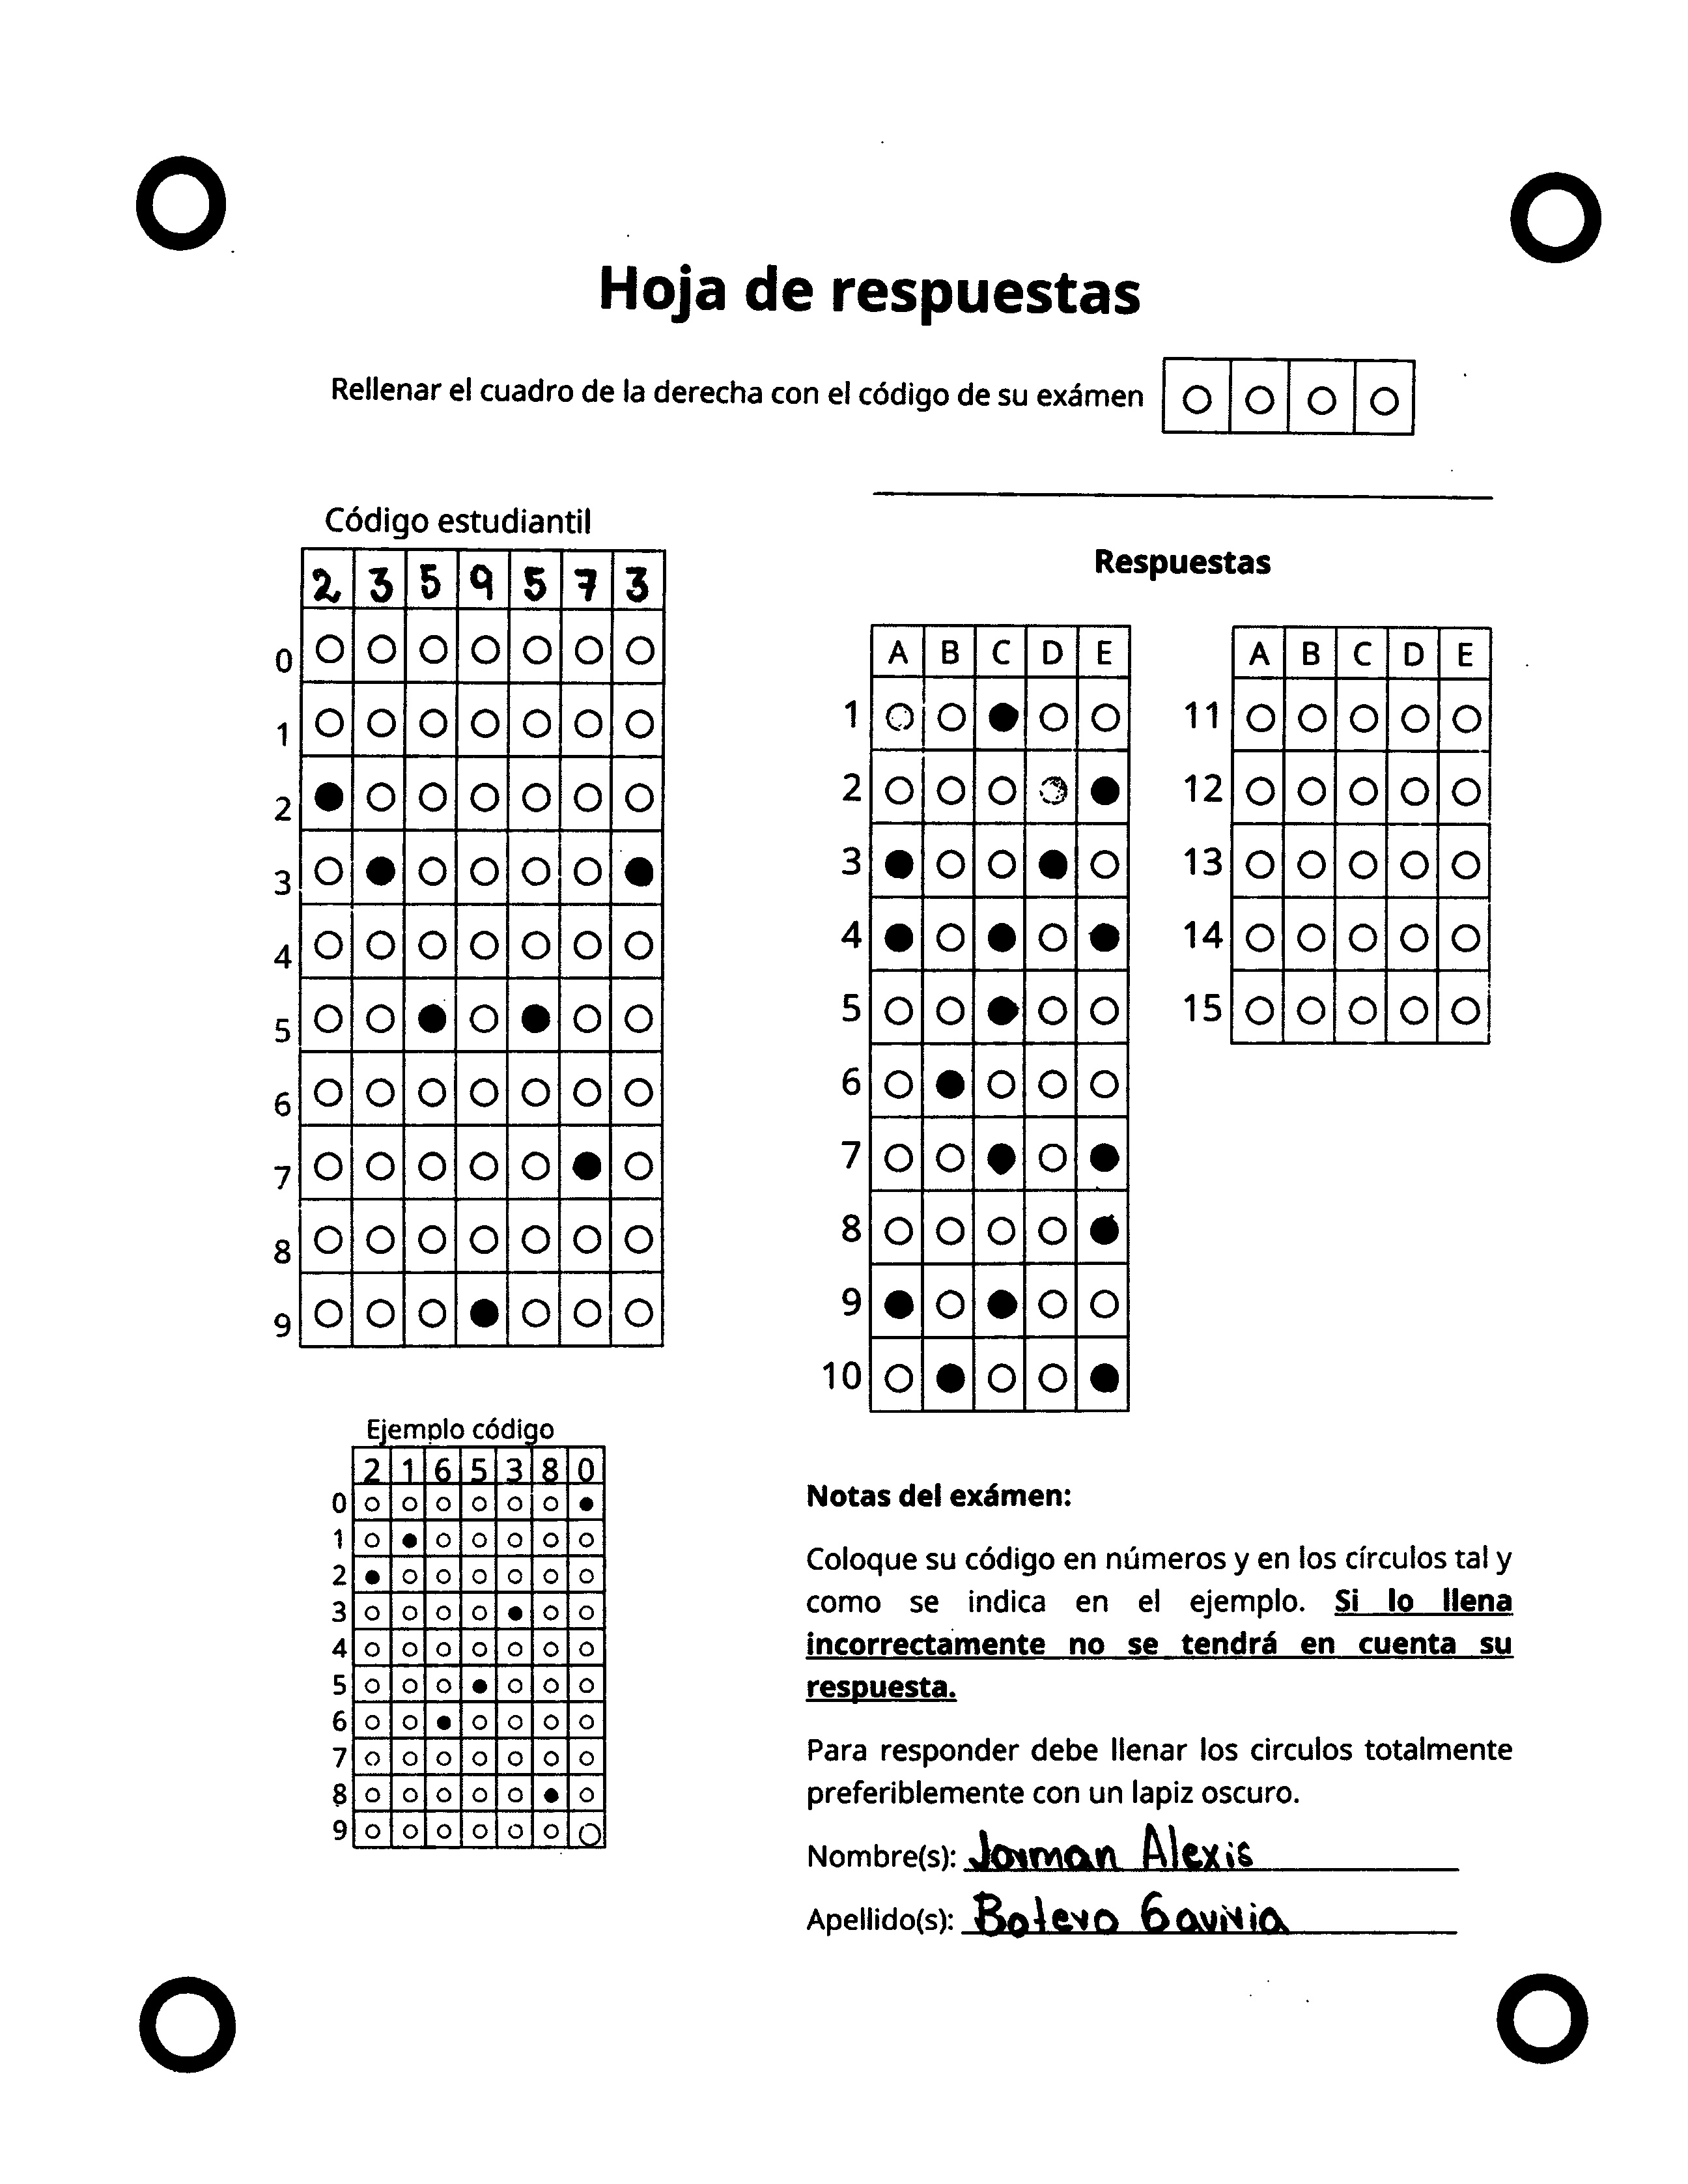 Hoja de respuestas
Rellenar el cuadro de la derecha con el código de su exámen
Código estudiantil
2 3 5 9 5 7 3
0
1
2
3
4
5
6
7
8
9
Respuestas
A B C D E
1
2
3
4
5
6
7
8
9
10
A B C D E
11
12
13
14
15
Ejemplo código
2 1 6 5 3 8 0
0
1
2
3
4
5
6
7
8
9
Notas del exámen:
Coloque su código en números y en los círculos tal y
como se indica en el ejemplo. Si lo llena
incorrectamente no se tendrá en cuenta su
respuesta.
Para responder debe llenar los circulos totalmente
preferiblemente con un lapiz oscuro.
Nombre(s): Jorman Alexis
Apellido(s): Botero Gaviria